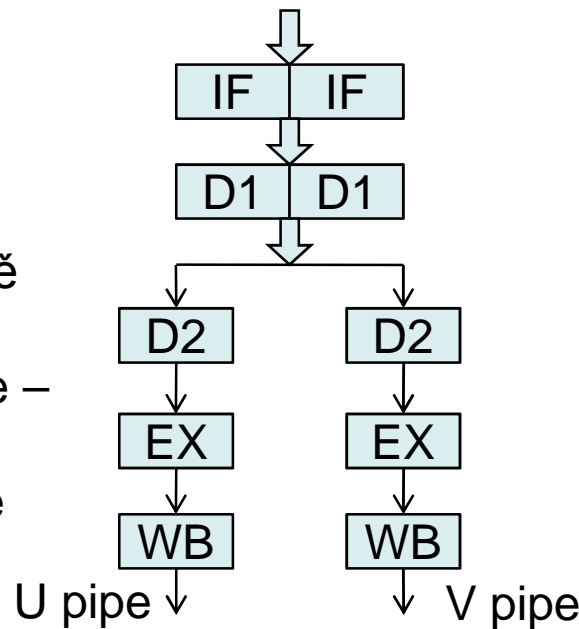 IF IF
D1 D1
ě
D2 D2
e –
EX EX
e
WB WB
U pipe V pipe